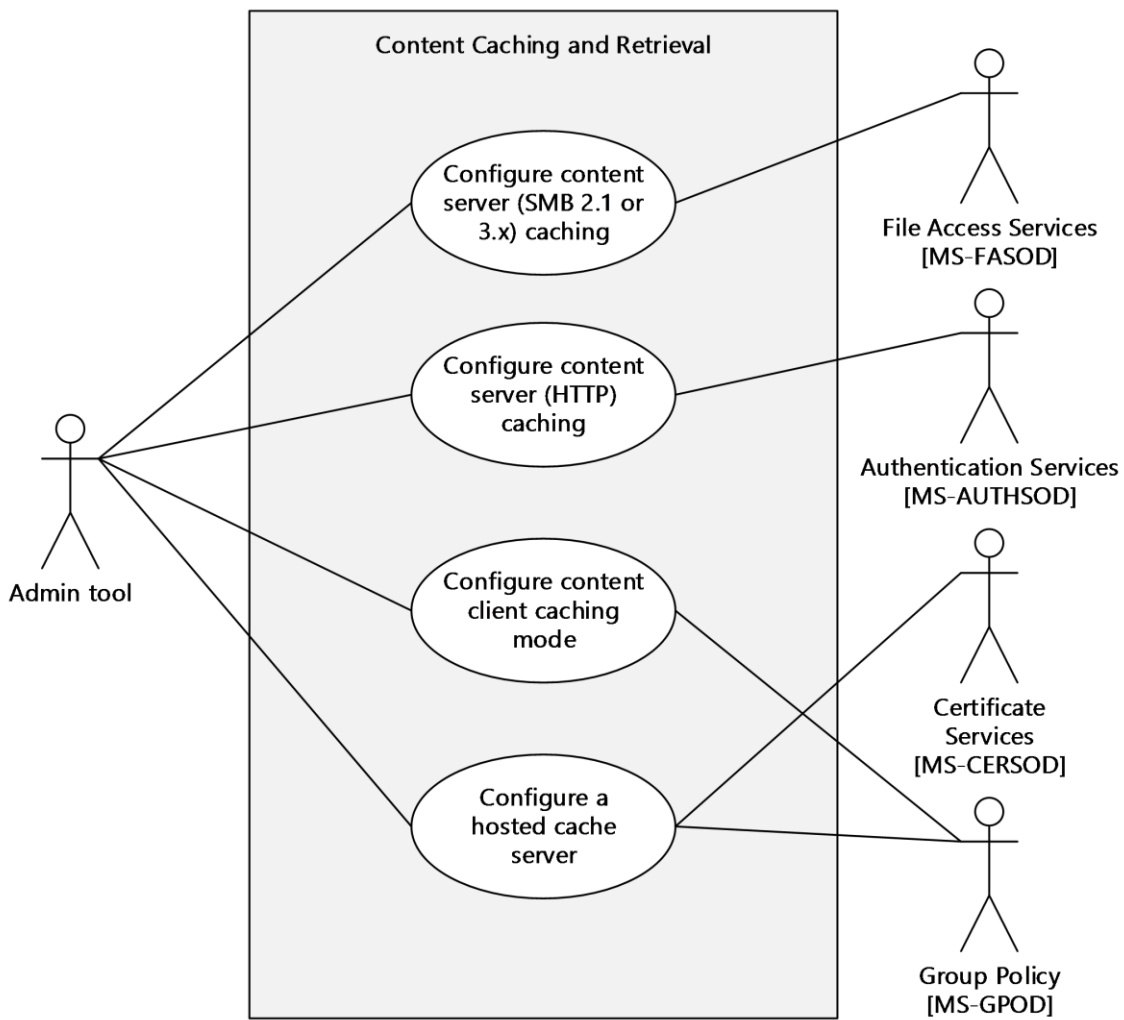 Content Caching and Retrieval
Configure content
server (SMB 2.1 or
3.x) caching
File Access Services
[MS-FASOD]
Configure content
server (HTTP)
caching
Authentication Services
[MS-AUTHSOD]
Admin tool
Configure content
client caching
mode
Certificate
Services
[MS-CERSOD]
Configure a
hosted cache
server
Group Policy
[MS-GPOD]